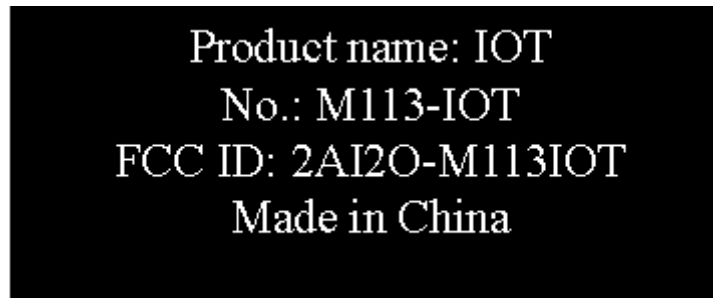 Product name: IOT
No.: M113-IOT
FCC ID: 2AI2O-M113IOT
Made in China